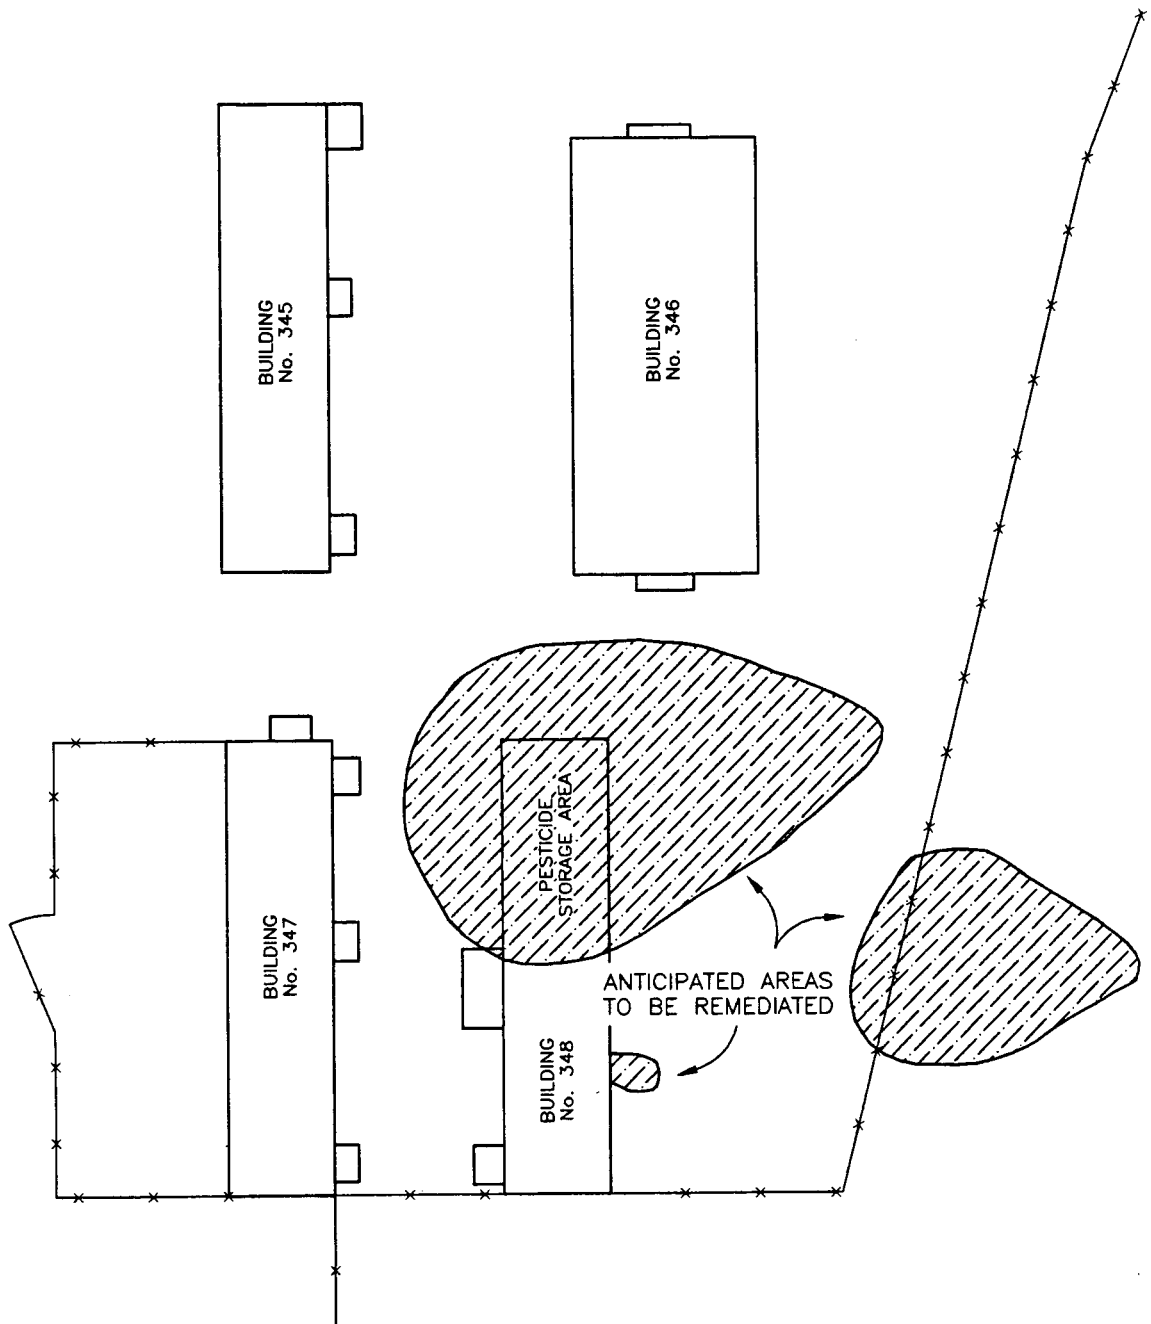 BUILDING
No. 345
BUILDING
No. 346
BUILDING
No. 347
PESTICIDE
STORAGE AREA
BUILDING
No. 348
ANTICIPATED AREAS
TO BE REMEDIATED